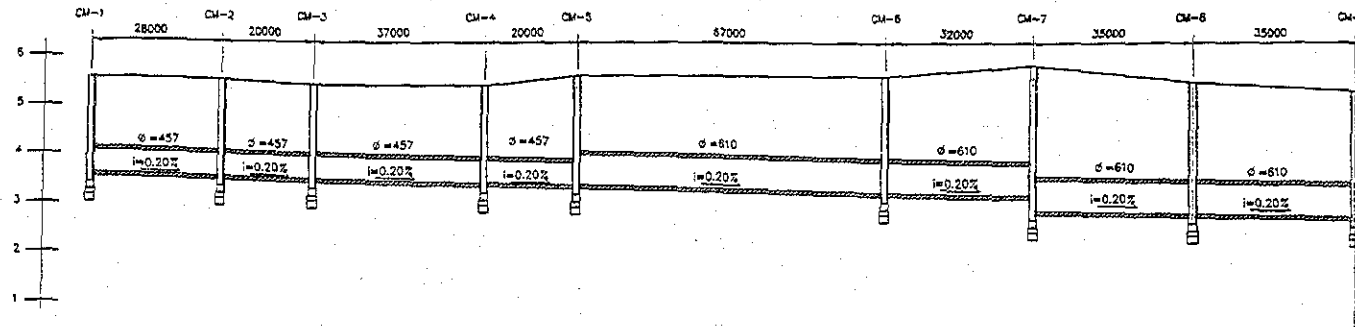 CM-1 CM-2 CM-3 CM-4 CM-5 CM-6 CM-7 CM-8
28000 20000 37000 20000 67000 32000 35000 35000
6
5
4
3
2
1
Ø=457 Ø=457 Ø=457 Ø=457 Ø=610 Ø=610 Ø=610 Ø=610
i=0.20% i=0.20% i=0.20% i=0.20% i=0.20% i=0.20% i=0.20% i=0.20%